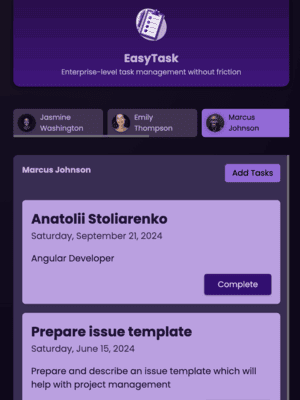 EasyTask
Enterprise-level task management without friction
Jasmine
Washington
Emily
Thompson
Marcus
Johnson
Marcus Johnson
Add Tasks
Anatolii Stoliarenko
Saturday, September 21, 2024
Angular Developer
Complete
Prepare issue template
Saturday, June 15, 2024
Prepare and describe an issue template which will
help with project management